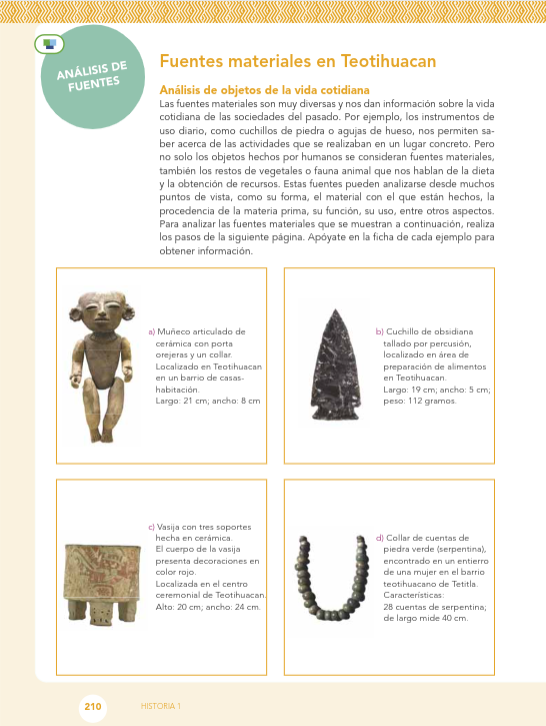 ANÁLISIS DE
FUENTES
Fuentes materiales en Teotihuacan
Análisis de objetos de la vida cotidiana
Las fuentes materiales son muy diversas y nos dan información sobre la vida
cotidiana de las sociedades del pasado. Por ejemplo, los instrumentos de
uso diario, como cuchillos de piedra o agujas de hueso, nos permiten sa-
ber acerca de las actividades que se realizaban en un lugar concreto. Pero
no solo los objetos hechos por humanos se consideran fuentes materiales,
también los restos de vegetales o fauna animal que nos hablan de la dieta
y la obtención de recursos. Estas fuentes pueden analizarse desde muchos
puntos de vista, como su forma, el material con el que están hechos, la
procedencia de la materia prima, su función, su uso, entre otros aspectos.
Para analizar las fuentes materiales que se muestran a continuación, realiza
los pasos de la siguiente página. Apóyate en la ficha de cada ejemplo para
obtener información.
a) Muñeco articulado de
cerámica con porta
orejeras y un collar.
Localizado en Teotihuacan
en un barrio de casas-
habitación.
Largo: 21 cm; ancho: 8 cm
b) Cuchillo de obsidiana
tallado por percusión,
localizado en área de
preparación de alimentos
en Teotihuacan.
Largo: 19 cm; ancho: 5 cm;
peso: 112 gramos.
c) Vasija con tres soportes
hecha en cerámica.
El cuerpo de la vasija
presenta decoraciones en
color rojo.
Localizada en el centro
ceremonial de Teotihuacan.
Alto: 20 cm; ancho: 24 cm.
d) Collar de cuentas de
piedra verde (serpentina),
encontrado en un entierro
de una mujer en el barrio
teotihuacano de Tetitla.
Características:
28 cuentas de serpentina;
de largo mide 40 cm.
210
HISTORIA 1